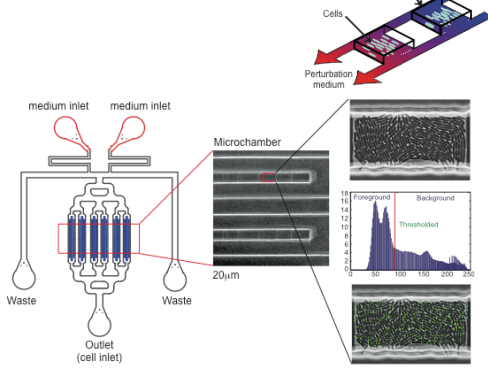 Cells
Perturbation
medium
medium inlet
medium inlet
Microchamber
20µm
Foreground
Background
Thresholded
18
16
14
12
10
8
6
4
2
0
0
50
100
150
200
250
Waste
Waste
Outlet
(cell inlet)